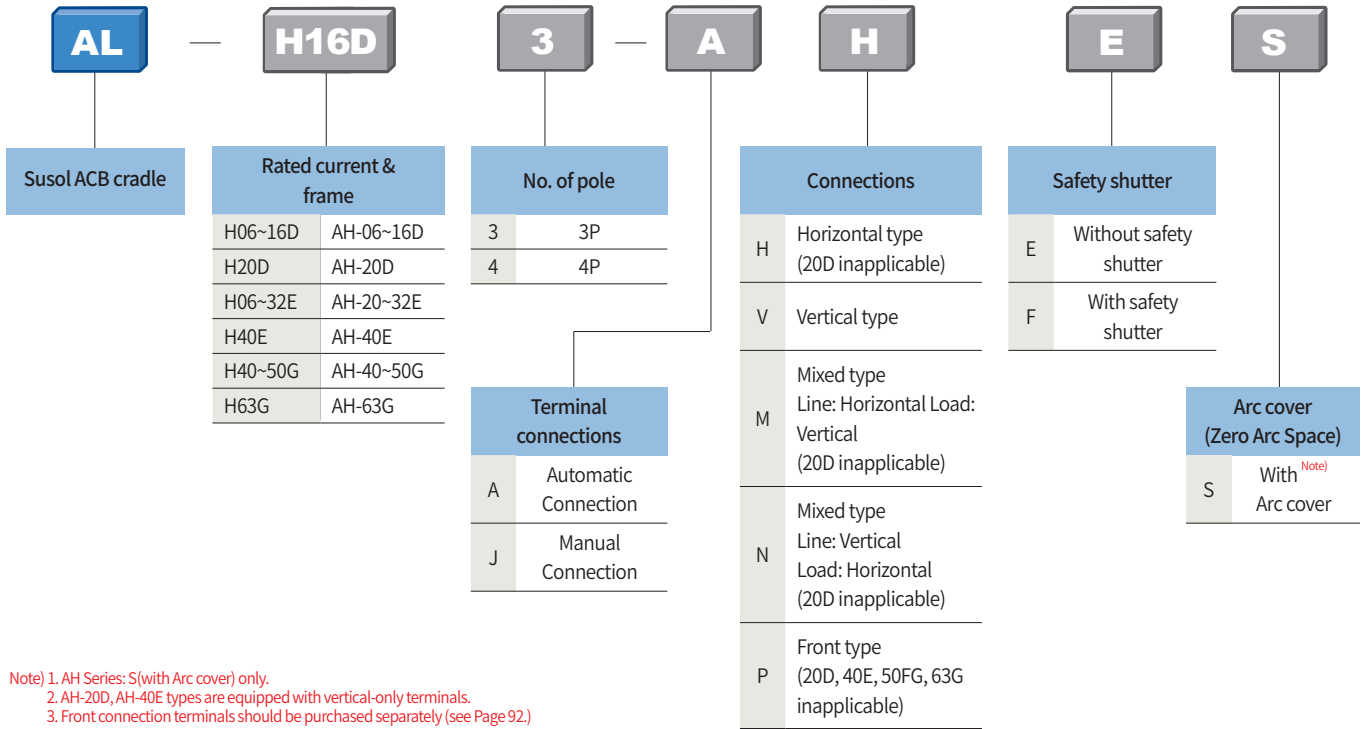 AL — H16D 3 — A H E S
Susol ACB cradle
Rated current &
frame
H06~16D AH-06~16D
H20D AH-20D
H06~32E AH-20~32E
H40E AH-40E
H40~50G AH-40~50G
H63G AH-63G
No. of pole
3 3P
4 4P
Terminal
connections
A Automatic
Connection
J Manual
Connection
Connections
H Horizontal type
(20D inapplicable)
V Vertical type
M Mixed type
Line: Horizontal Load:
Vertical
(20D inapplicable)
N Mixed type
Line: Vertical
Load: Horizontal
(20D inapplicable)
P Front type
(20D, 40E, 50FG, 63G
inapplicable)
Safety shutter
E Without safety
shutter
F With safety
shutter
Arc cover
(Zero Arc Space)
S With Note)
Arc cover
Note) 1. AH Series: S(with Arc cover) only.
2. AH-20D, AH-40E types are equipped with vertical-only terminals.
3. Front connection terminals should be purchased separately (see Page 92.)